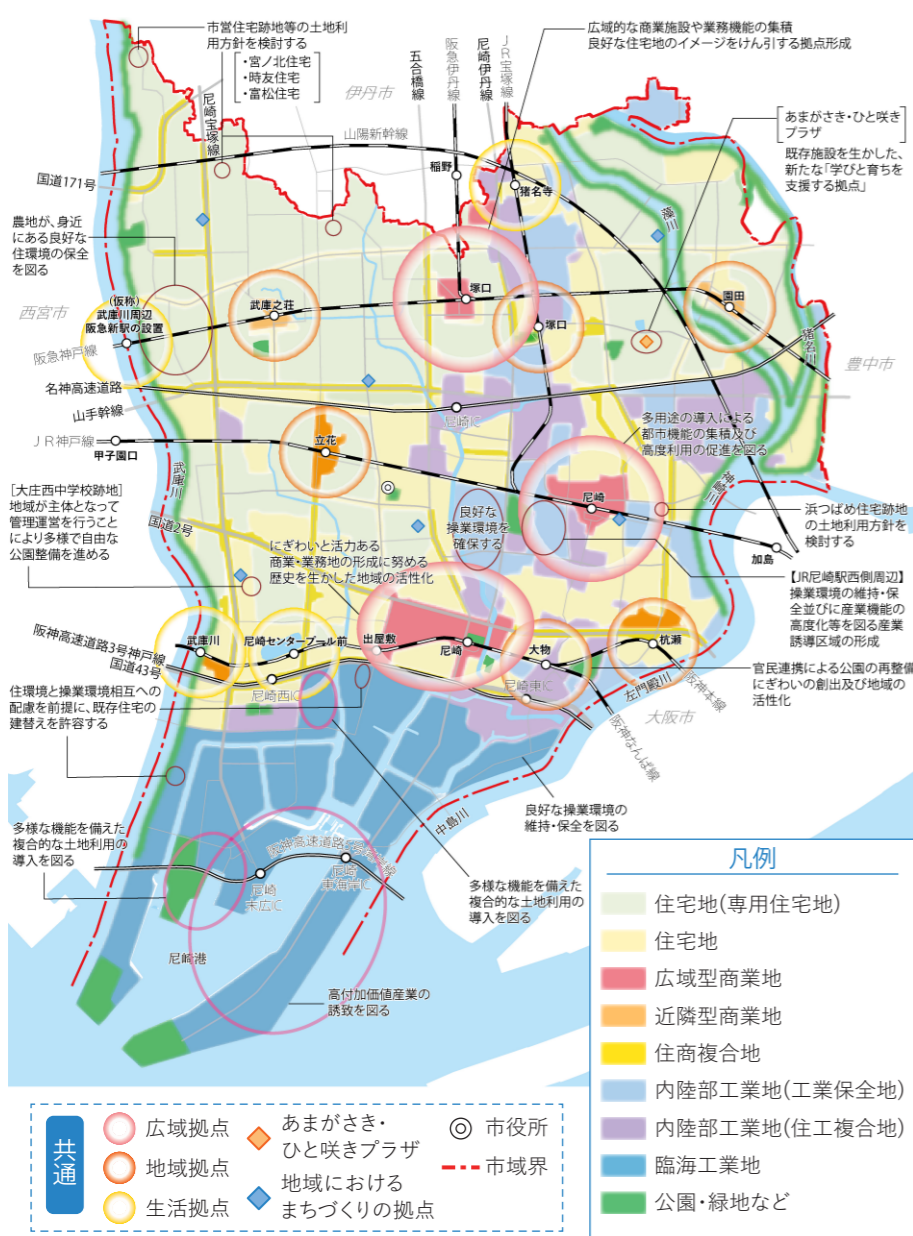 市営住宅跡地等の土地利
用方針を検討する
・宮ノ北住宅
・時友住宅
・富松住宅
伊丹市
尼崎宝塚線
五合橋線
阪急伊丹線
尼崎伊丹線
JR宝塚線
広域的な商業施設や業務機能の集積
良好な住宅地のイメージをけん引する拠点形成
あまがさき・ひと咲き
プラザ
既存施設を生かした、
新たな「学びと育ちを
支援する拠点」
山陽新幹線
国道171号
稲野
猪名寺
藻川
農地が、身近
にある良好な
住環境の保全
を図る
西宮市
(仮称)
武庫川周辺
阪急新駅の設置
武庫之荘
塚口
塚口
園田
猪名川
豊中市
阪急神戸線
名神高速道路
山手幹線
尼崎IC
JR神戸線
甲子園口
立花
武庫川
多用途の導入による
都市機能の集積及び
高度利用の促進を図る
尼崎
神崎川
加島
浜つばめ住宅跡地
の土地利用方針を
検討する
[大庄西中学校跡地]
地域が主体となって
管理運営を行うこと
により多様で自由な
公園整備を進める
国道2号
良好な
操業環境を
確保する
にぎわいと活力ある
商業・業務地の形成に努める
歴史を生かした地域の活性化
【JR尼崎駅西側周辺】
操業環境の維持・保
全並びに産業機能の
高度化等を図る産業
誘導区域の形成
阪神高速道路3号神戸線
国道43号
武庫川
尼崎センタープール前
出屋敷
尼崎
大物
杭瀬
尼崎西IC
尼崎東IC
左門殿川
阪神本線
阪神なんば線
大阪市
官民連携による公園の再整備
にぎわいの創出及び地域の
活性化
住環境と操業環境相互への
配慮を前提に、既存住宅の
建替えを許容する
良好な操業環境の
維持・保全を図る
中島川
多様な機能を備えた
複合的な土地利用の
導入を図る
尼崎
末広IC
尼崎
東海岸IC
多様な機能を備えた
複合的な土地利用の
導入を図る
尼崎港
高付加価値産業の
誘致を図る
凡例
住宅地(専用住宅地)
住宅地
広域型商業地
近隣型商業地
住商複合地
内陸部工業地(工業保全地)
内陸部工業地(住工複合地)
臨海工業地
公園・緑地など
共通
広域拠点
地域拠点
生活拠点
あまがさき・
ひと咲きプラザ
地域における
まちづくりの拠点
市役所
市域界